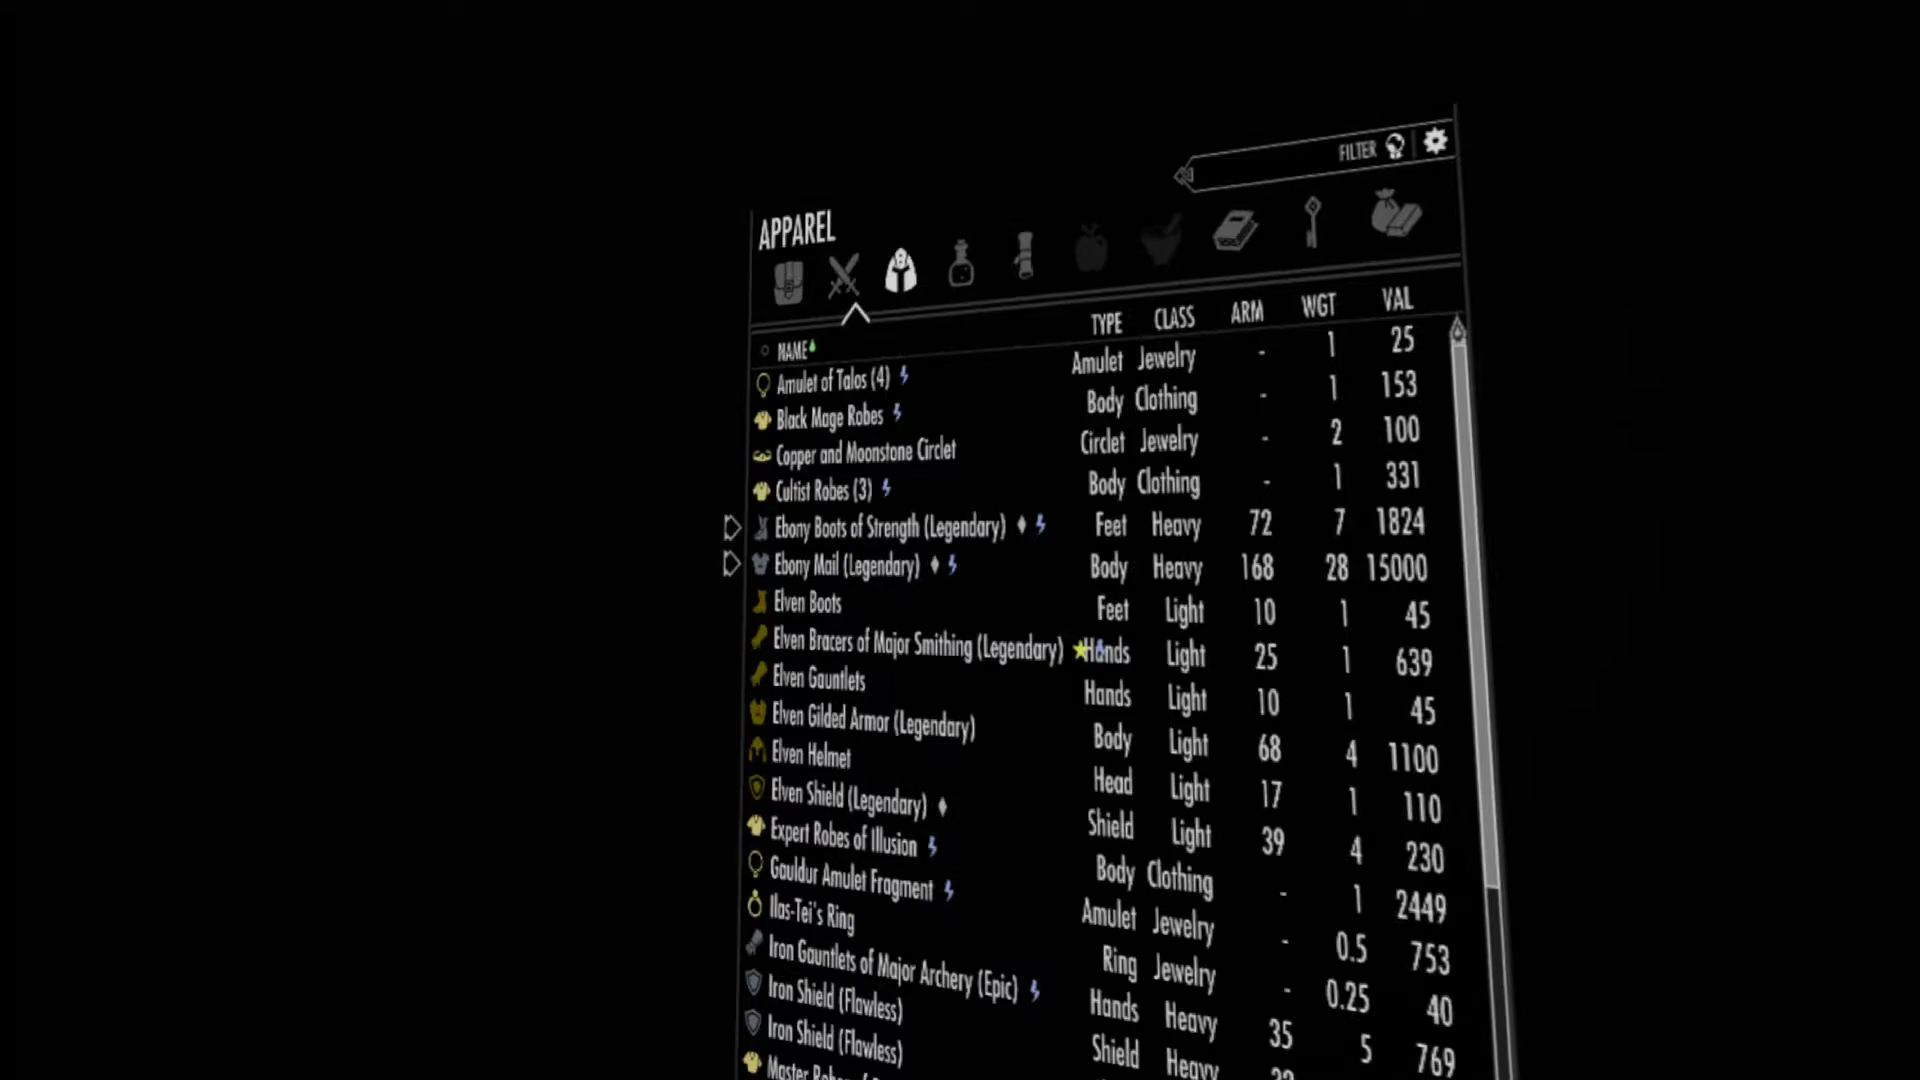 FILTER
APPAREL
NAME TYPE CLASS ARM WGT VAL
Amulet of Talos (4) Amulet Jewelry - 1 25
Black Mage Robes Body Clothing - 1 153
Copper and Moonstone Circlet Circlet Jewelry - 2 100
Cultist Robes (3) Body Clothing - 1 331
Ebony Boots of Strength (Legendary) Feet Heavy 72 7 1824
Ebony Mail (Legendary) Body Heavy 168 28 15000
Elven Boots Feet Light 10 1 45
Elven Bracers of Major Smithing (Legendary) Hands Light 25 1 639
Elven Gauntlets Hands Light 10 1 45
Elven Gilded Armor (Legendary) Body Light 68 4 1100
Elven Helmet Head Light 17 1 110
Elven Shield (Legendary) Shield Light 39 4 230
Expert Robes of Illusion Body Clothing - 1 2449
Gauldur Amulet Fragment Amulet Jewelry - 0.5 753
Ilas-Tei's Ring Ring Jewelry - 0.25 40
Iron Gauntlets of Major Archery (Epic) Hands Heavy 35 5 769
Iron Shield (Flawless) Shield Heavy
Iron Shield (Flawless)
Master